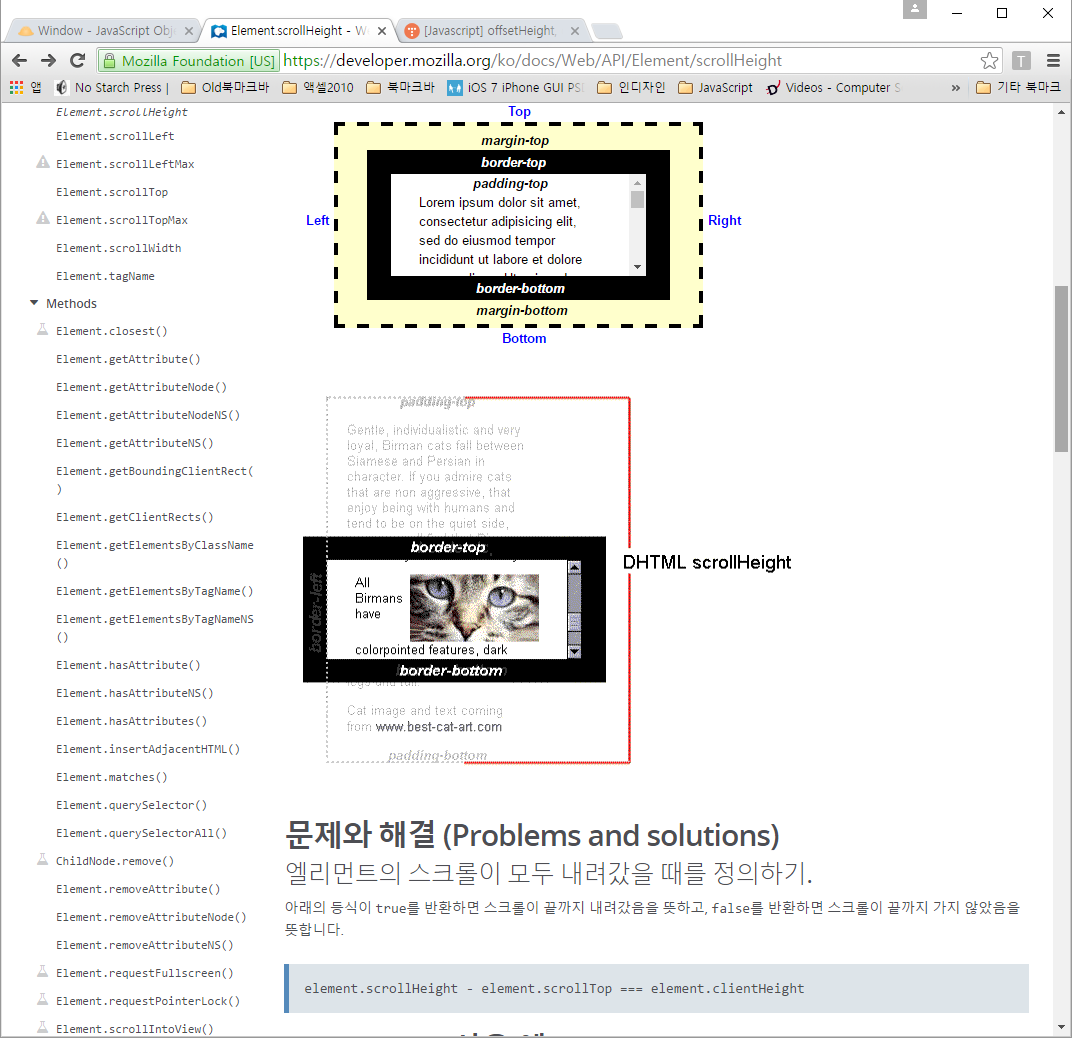 Window - JavaScript Obj
Element.scrollHeight - W
[Javascript] offsetHeight,
Mozilla Foundation [US]
https://developer.mozilla.org/ko/docs/Web/API/Element/scrollHeight
앱
No Starch Press |
Old북마크바
액셀2010
북마크바
iOS 7 iPhone GUI PS
인디자인
JavaScript
Videos - Computer S
»
기타 북마크
Element.scrollHeight
Element.scrollLeft
Element.scrollLeftMax
Element.scrollTop
Element.scrollTopMax
Element.scrollWidth
Element.tagName
Methods
Element.closest()
Element.getAttribute()
Element.getAttributeNode()
Element.getAttributeNodeNS()
Element.getAttributeNS()
Element.getBoundingClientRect(
)
Element.getClientRects()
Element.getElementsByClassName
()
Element.getElementsByTagName()
Element.getElementsByTagNameNS
()
Element.hasAttribute()
Element.hasAttributeNS()
Element.hasAttributes()
Element.insertAdjacentHTML()
Element.matches()
Element.querySelector()
Element.querySelectorAll()
ChildNode.remove()
Element.removeAttribute()
Element.removeAttributeNode()
Element.removeAttributeNS()
Element.requestFullscreen()
Element.requestPointerLock()
Element.scrollIntoView()
Top
margin-top
border-top
padding-top
Left
Right
Lorem ipsum dolor sit amet,
consectetur adipisicing elit,
sed do eiusmod tempor
incididunt ut labore et dolore
border-bottom
margin-bottom
Bottom
padding-top
Gentle, individualistic and very
loyal, Birman cats fall between
Siamese and Persian in
character. If you admire cats
that are non aggressive, that
enjoy being with humans and
tend to be on the quiet side,
border-top
border-left
All
Birmans
have
colorpointed features, dark
border-bottom
DHTML scrollHeight
Cat image and text coming
from www.best-cat-art.com
padding-bottom
문제와 해결 (Problems and solutions)
엘리먼트의 스크롤이 모두 내려갔을 때를 정의하기.
아래의 등식이 true를 반환하면 스크롤이 끝까지 내려갔음을 뜻하고, false를 반환하면 스크롤이 끝까지 가지 않았음을
뜻합니다.
element.scrollHeight - element.scrollTop === element.clientHeight